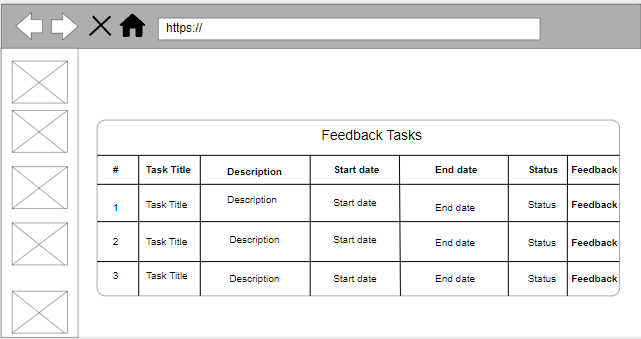 https://
Feedback Tasks
# Task Title Description Start date End date Status Feedback
1 Task Title Description Start date End date Status Feedback
2 Task Title Description Start date End date Status Feedback
3 Task Title Description Start date End date Status Feedback